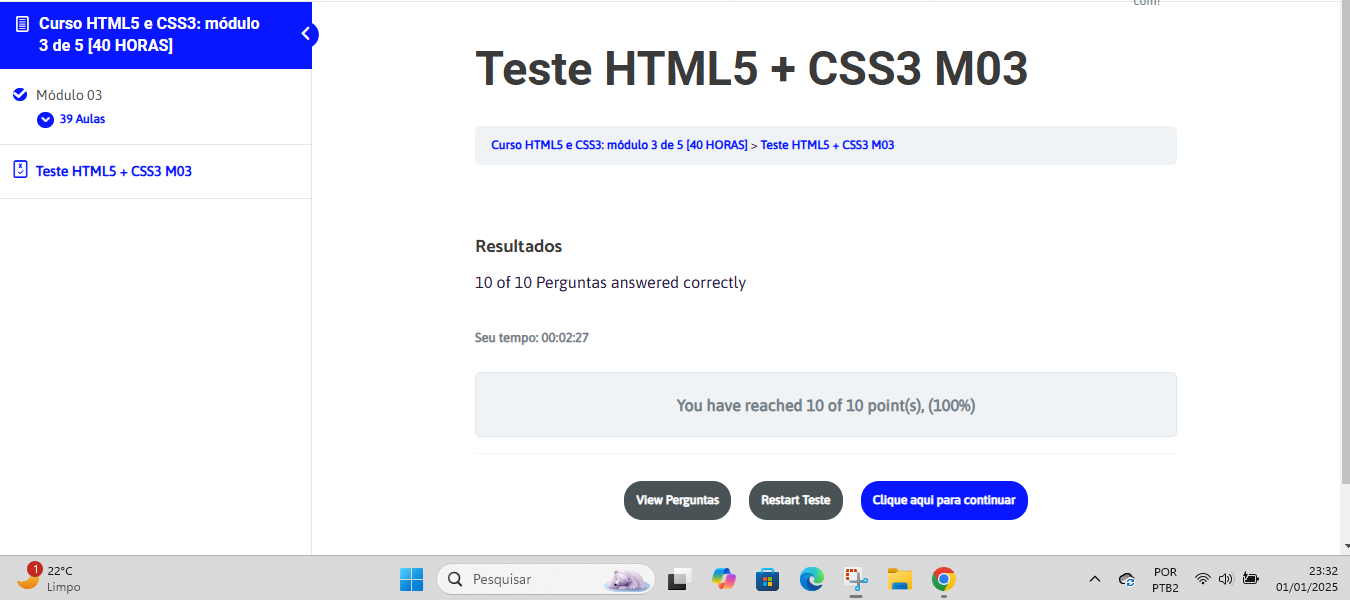 com!
Curso HTML5 e CSS3: módulo
3 de 5 [40 HORAS]
Módulo 03
39 Aulas
Teste HTML5 + CSS3 M03
Teste HTML5 + CSS3 M03
Curso HTML5 e CSS3: módulo 3 de 5 [40 HORAS] > Teste HTML5 + CSS3 M03
Resultados
10 of 10 Perguntas answered correctly
Seu tempo: 00:02:27
You have reached 10 of 10 point(s), (100%)
View Perguntas
Restart Teste
Clique aqui para continuar
1
22°C
Limpo
Pesquisar
POR
PTB2
23:32
01/01/2025